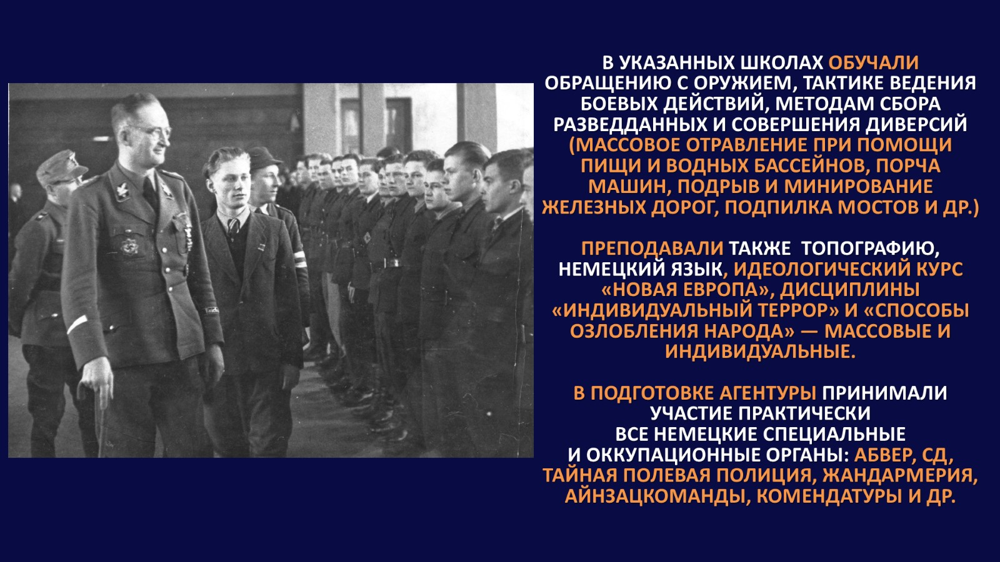 В УКАЗАННЫХ ШКОЛАХ ОБУЧАЛИ
ОБРАЩЕНИЮ С ОРУЖИЕМ, ТАКТИКЕ ВЕДЕНИЯ
БОЕВЫХ ДЕЙСТВИЙ, МЕТОДАМ СБОРА
РАЗВЕДДАННЫХ И СОВЕРШЕНИЯ ДИВЕРСИЙ
(МАССОВОЕ ОТРАВЛЕНИЕ ПРИ ПОМОЩИ
ПИЩИ И ВОДНЫХ БАССЕЙНОВ, ПОРЧА
МАШИН, ПОДРЫВ И МИНИРОВАНИЕ
ЖЕЛЕЗНЫХ ДОРОГ, ПОДПИЛКА МОСТОВ И ДР.)
ПРЕПОДАВАЛИ ТАКЖЕ ТОПОГРАФИЮ,
НЕМЕЦКИЙ ЯЗЫК, ИДЕОЛОГИЧЕСКИЙ КУРС
«НОВАЯ ЕВРОПА», ДИСЦИПЛИНЫ
«ИНДИВИДУАЛЬНЫЙ ТЕРРОР» И «СПОСОБЫ
ОЗЛОБЛЕНИЯ НАРОДА» — МАССОВЫЕ И
ИНДИВИДУАЛЬНЫЕ.
В ПОДГОТОВКЕ АГЕНТУРЫ ПРИНИМАЛИ
УЧАСТИЕ ПРАКТИЧЕСКИ
ВСЕ НЕМЕЦКИЕ СПЕЦИАЛЬНЫЕ
И ОККУПАЦИОННЫЕ ОРГАНЫ: АБВЕР, СД,
ТАЙНАЯ ПОЛЕВАЯ ПОЛИЦИЯ, ЖАНДАРМЕРИЯ,
АЙНЗАЦКОМАНДЫ, КОМЕНДАТУРЫ И ДР.